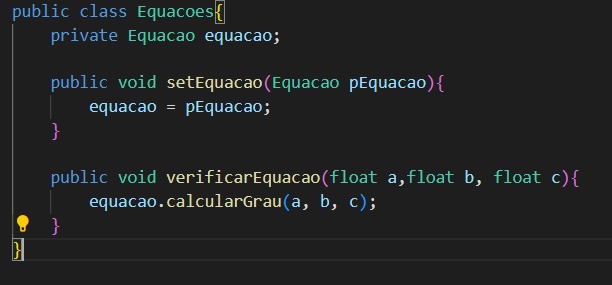 public class Equacoes{
    private Equacao equacao;

    public void setEquacao(Equacao pEquacao){
        equacao = pEquacao;
    }

    public void verificarEquacao(float a,float b, float c){
        equacao.calcularGrau(a, b, c);
    }
}